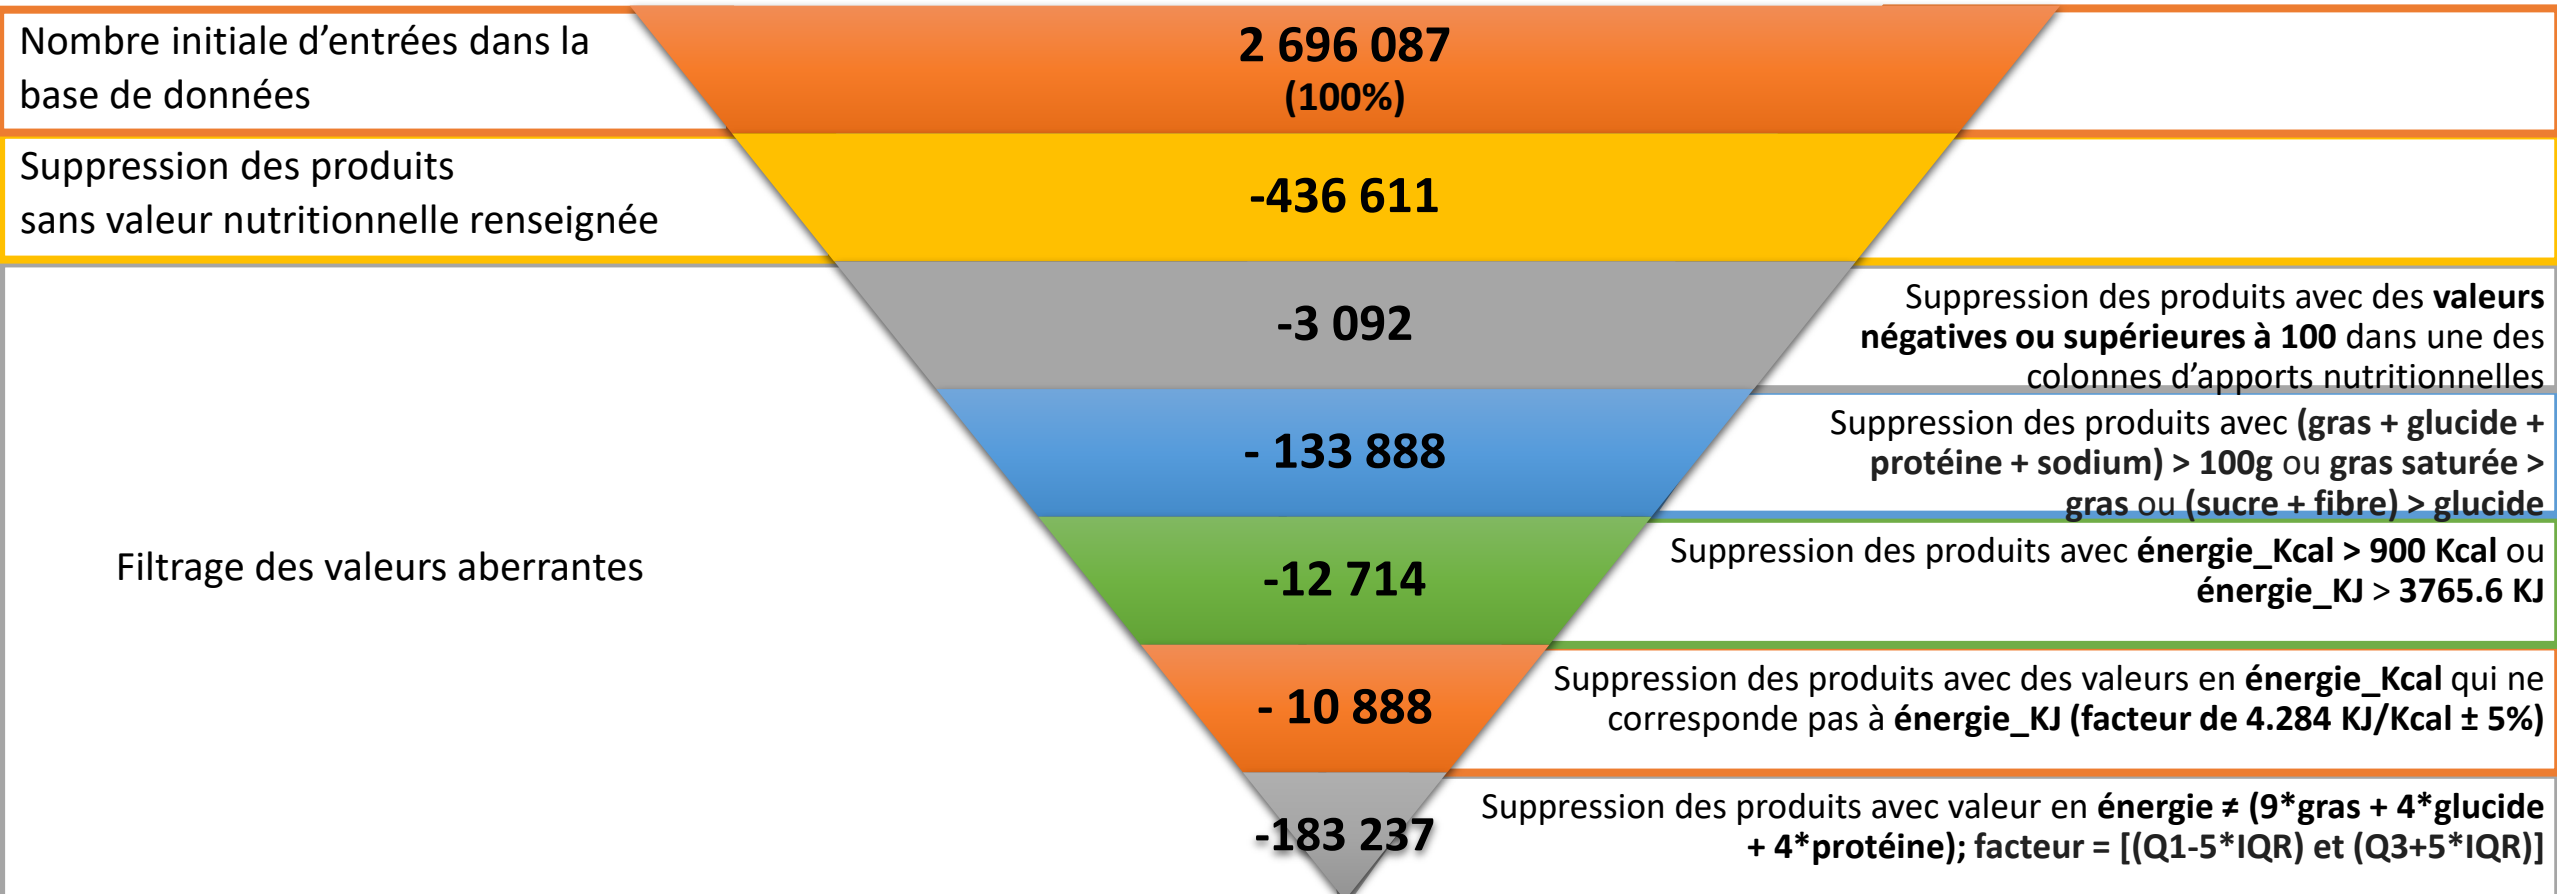 Nombre initiale d’entrées dans la
base de données
2 696 087
(100%)
Suppression des produits
sans valeur nutritionnelle renseignée
-436 611
Filtrage des valeurs aberrantes
-3 092
Suppression des produits avec des valeurs
négatives ou supérieures à 100 dans une des
colonnes d’apports nutritionnelles
- 133 888
Suppression des produits avec (gras + glucide +
protéine + sodium) > 100g ou gras saturée >
gras ou (sucre + fibre) > glucide
-12 714
Suppression des produits avec énergie_Kcal > 900 Kcal ou
énergie_KJ > 3765.6 KJ
- 10 888
Suppression des produits avec des valeurs en énergie_Kcal qui ne
corresponde pas à énergie_KJ (facteur de 4.284 KJ/Kcal ± 5%)
-183 237
Suppression des produits avec valeur en énergie ≠ (9*gras + 4*glucide
+ 4*protéine); facteur = [(Q1-5*IQR) et (Q3+5*IQR)]